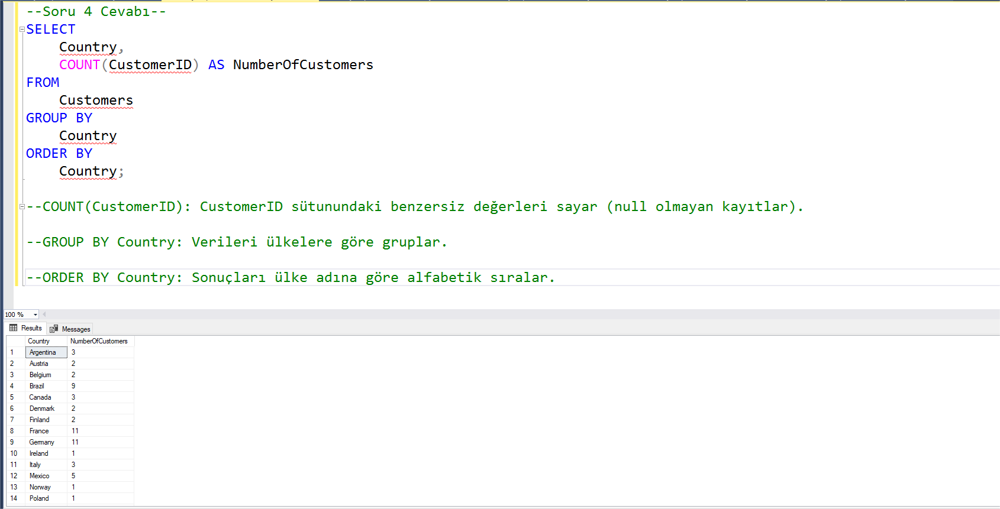 --Soru 4 Cevabı--
SELECT
Country,
COUNT(CustomerID) AS NumberOfCustomers
FROM
Customers
GROUP BY
Country
ORDER BY
Country;
--COUNT(CustomerID): CustomerID sütunundaki benzersiz değerleri sayar (null olmayan kayıtlar).
--GROUP BY Country: Verileri ülkelere göre gruplar.
--ORDER BY Country: Sonuçları ülke adına göre alfabetik sıralar.
100 %
Results Messages
Country NumberOfCustomers
1 Argentina 3
2 Austria 2
3 Belgium 2
4 Brazil 9
5 Canada 3
6 Denmark 2
7 Finland 2
8 France 11
9 Germany 11
10 Ireland 1
11 Italy 3
12 Mexico 5
13 Norway 1
14 Poland 1